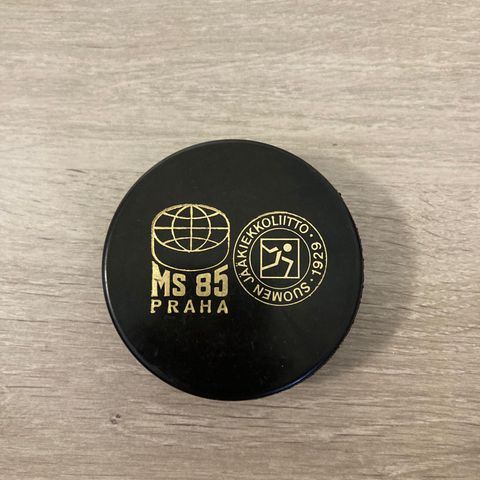 Ms 85
PRAHA
SUOMEN JÄÄKIEKKOLIITTO · 1929 ·